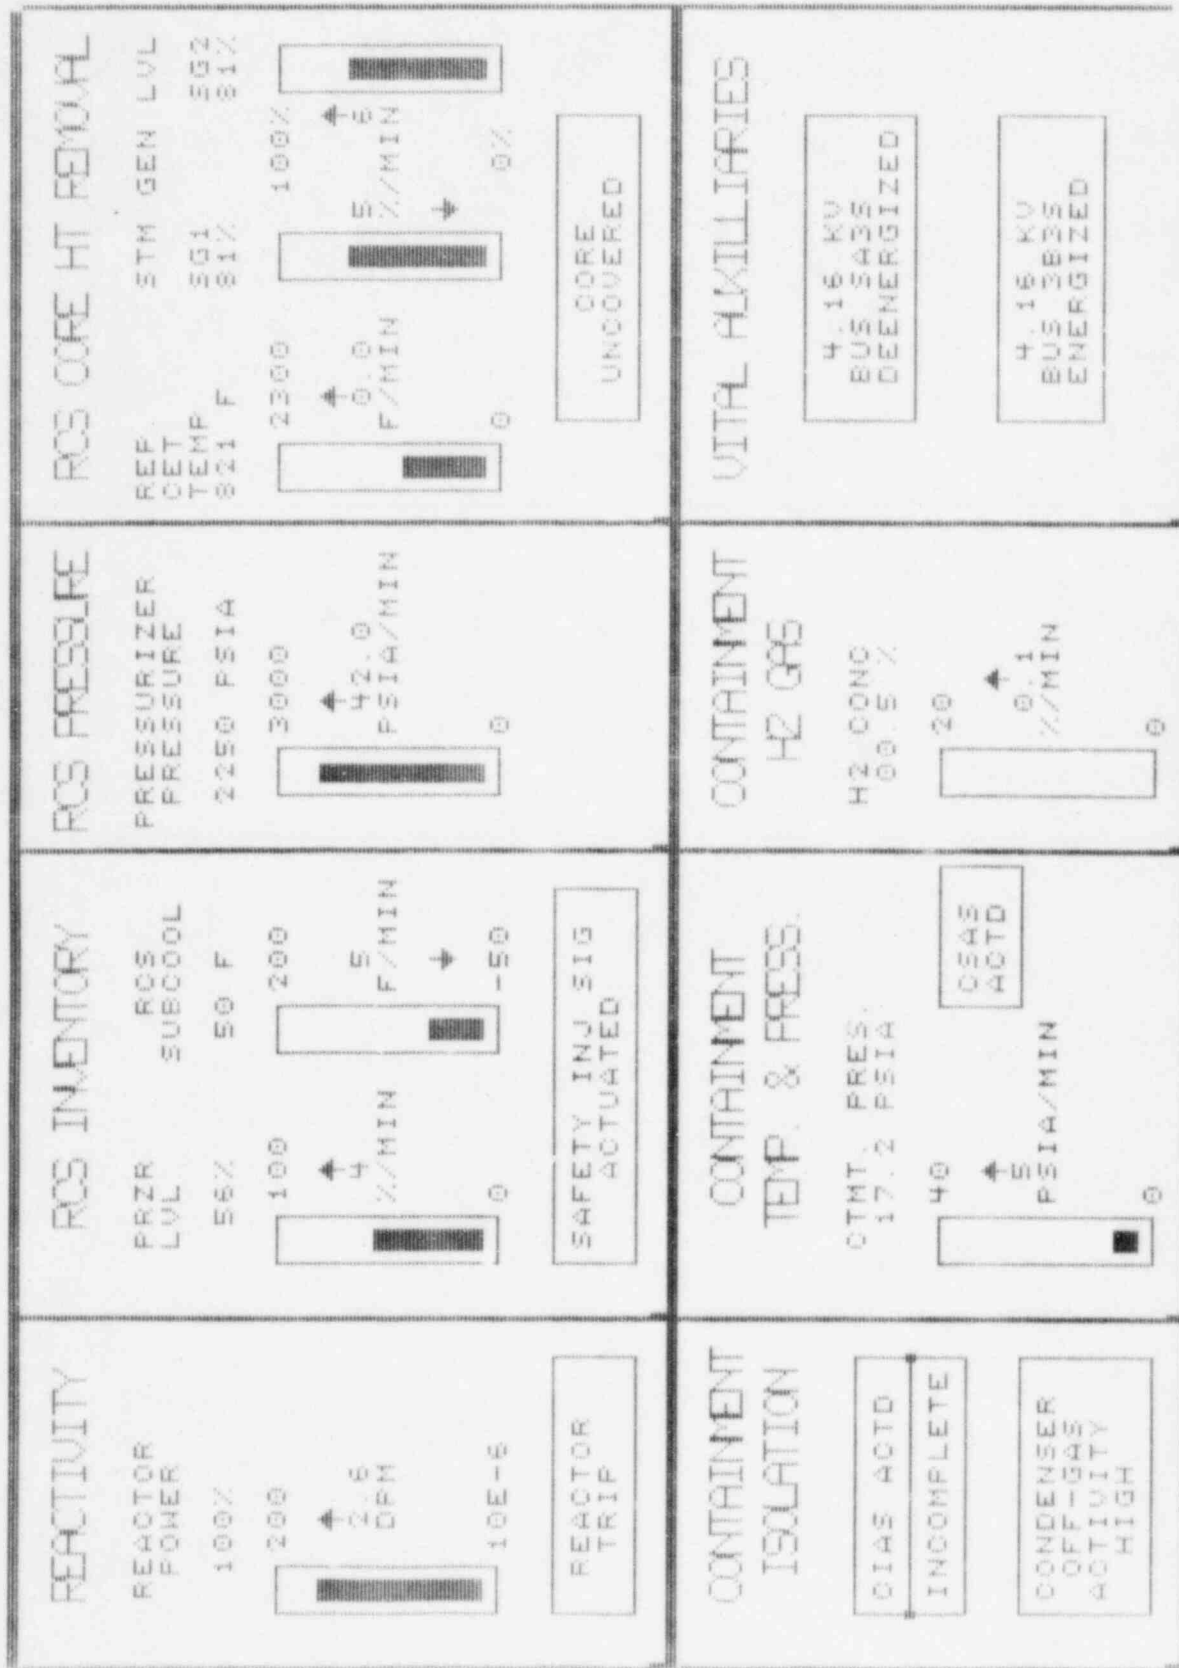 REACTIVITY
REACTOR
POWER
100%
200
2.6
DPM
10E-6
REACTOR
TRIP
RCS INVENTORY
PRZR
LVL
RCS
SUBCOOL
56%
50 F
100
4
%/MIN
0
200
5
F/MIN
-50
SAFETY INJ SIG
ACTUATED
RCS PRESSURE
PRESSURIZER
PRESSURE
2250 PSIA
3000
42.0
PSIA/MIN
0
RCS CORE HT REMOVAL
REP
CET
TEMP
821 F
STM GEN LVL
SG1 SG2
81% 81%
2300
0.0
F/MIN
0
100%
5
%/MIN
6
0%
CORE
UNCOVERED
CONTAINMENT
ISOLATION
CIAS ACTD
INCOMPLETE
CONDENSER
OFF-GAS
ACTIVITY
HIGH
CONTAINMENT
TEMP. & PRESS.
CTMT. PRES.
17.2 PSIA
40
5
PSIA/MIN
0
CSAS
ACTD
CONTAINMENT
H2 GAS
H2 CONC
00.5 %
20
0.1
%/MIN
0
VITAL AUXILLIARIES
4.16 KV
BUS 3A3S
DEENERGIZED
4.16 KV
BUS 3B3S
ENERGIZED